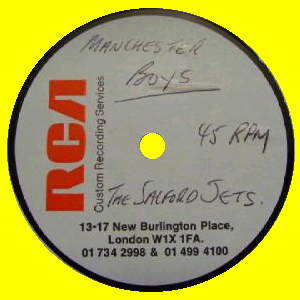 MANCHESTER
BOYS
RCA
Custom Recording Services
45 RPM
THE SALFORD JETS.
13-17 New Burlington Place,
London W1X 1FA.
01 734 2998 & 01 499 4100